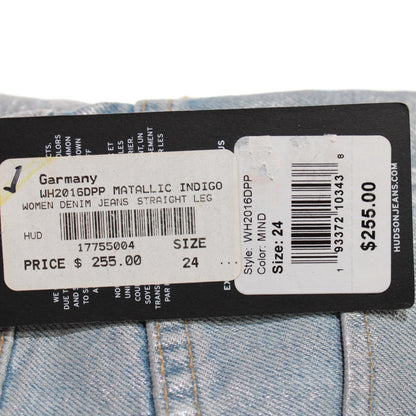 1
Garmany
WH2016DPP MATALLIC INDIGO
WOMEN DENIM JEANS STRAIGHT LEG
HUD
17755004 SIZE
PRICE $ 255.00 24
Style: WH2016DPP
Color: MIND
Size: 24
1 93372 10343 8
$255.00
HUDSONJEANS.COM